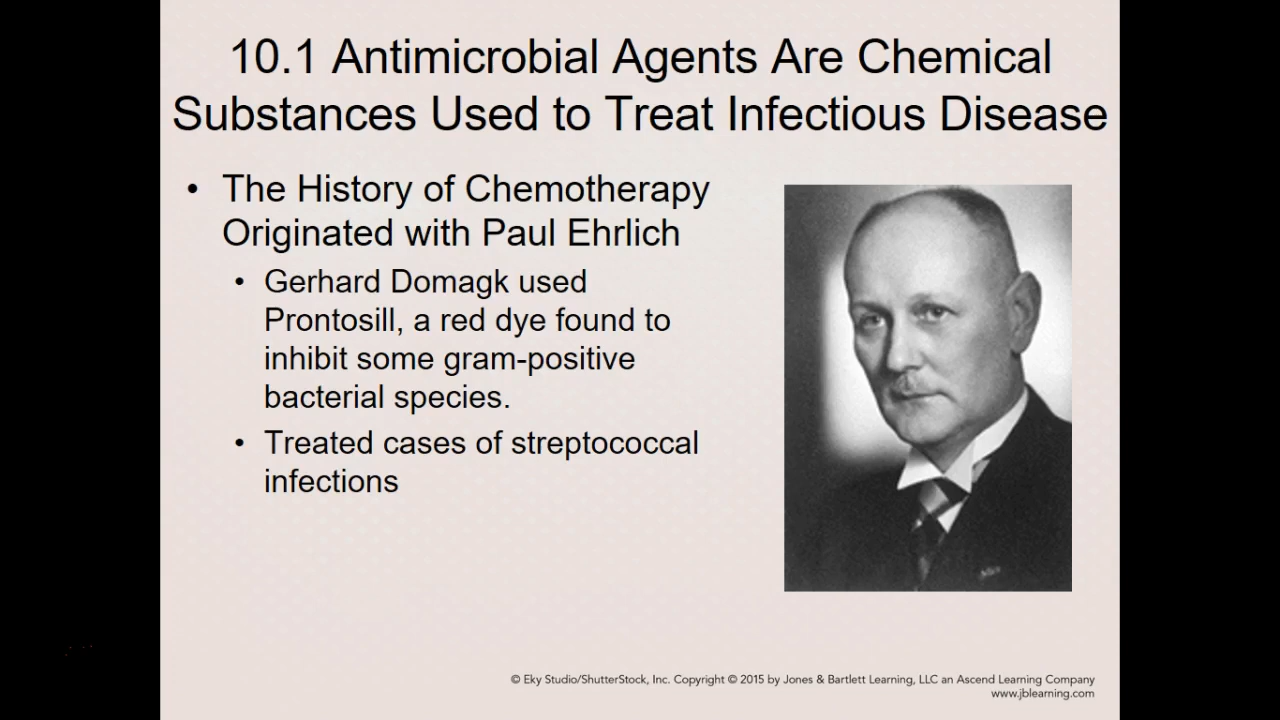 10.1 Antimicrobial Agents Are Chemical
Substances Used to Treat Infectious Disease
• The History of Chemotherapy
Originated with Paul Ehrlich
• Gerhard Domagk used
Prontosill, a red dye found to
inhibit some gram-positive
bacterial species.
• Treated cases of streptococcal
infections
© Eky Studio/ShutterStock, Inc. Copyright © 2015 by Jones & Bartlett Learning, LLC an Ascend Learning Company
www.jblearning.com